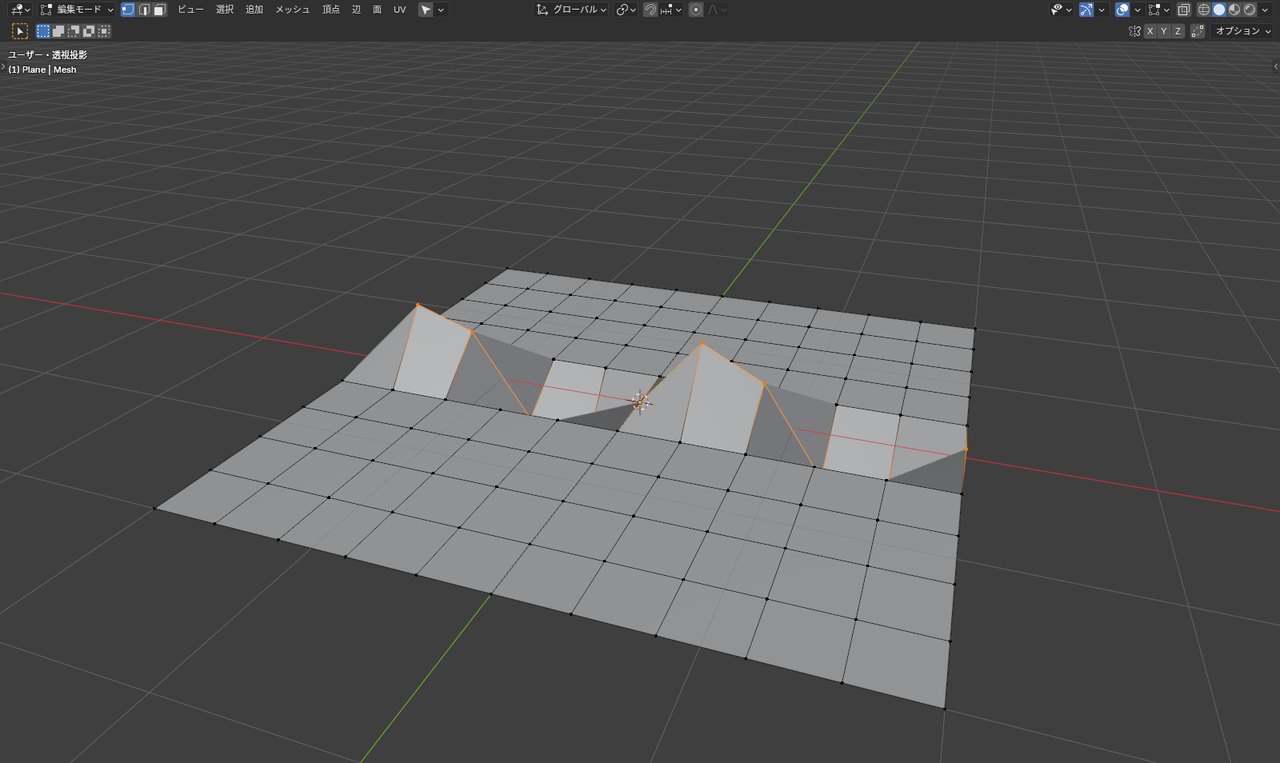 編集モード ビュー 選択 追加 メッシュ 頂点 辺 面 UV グローバル
X Y Z オプション
ユーザー・透視投影
(1) Plane | Mesh